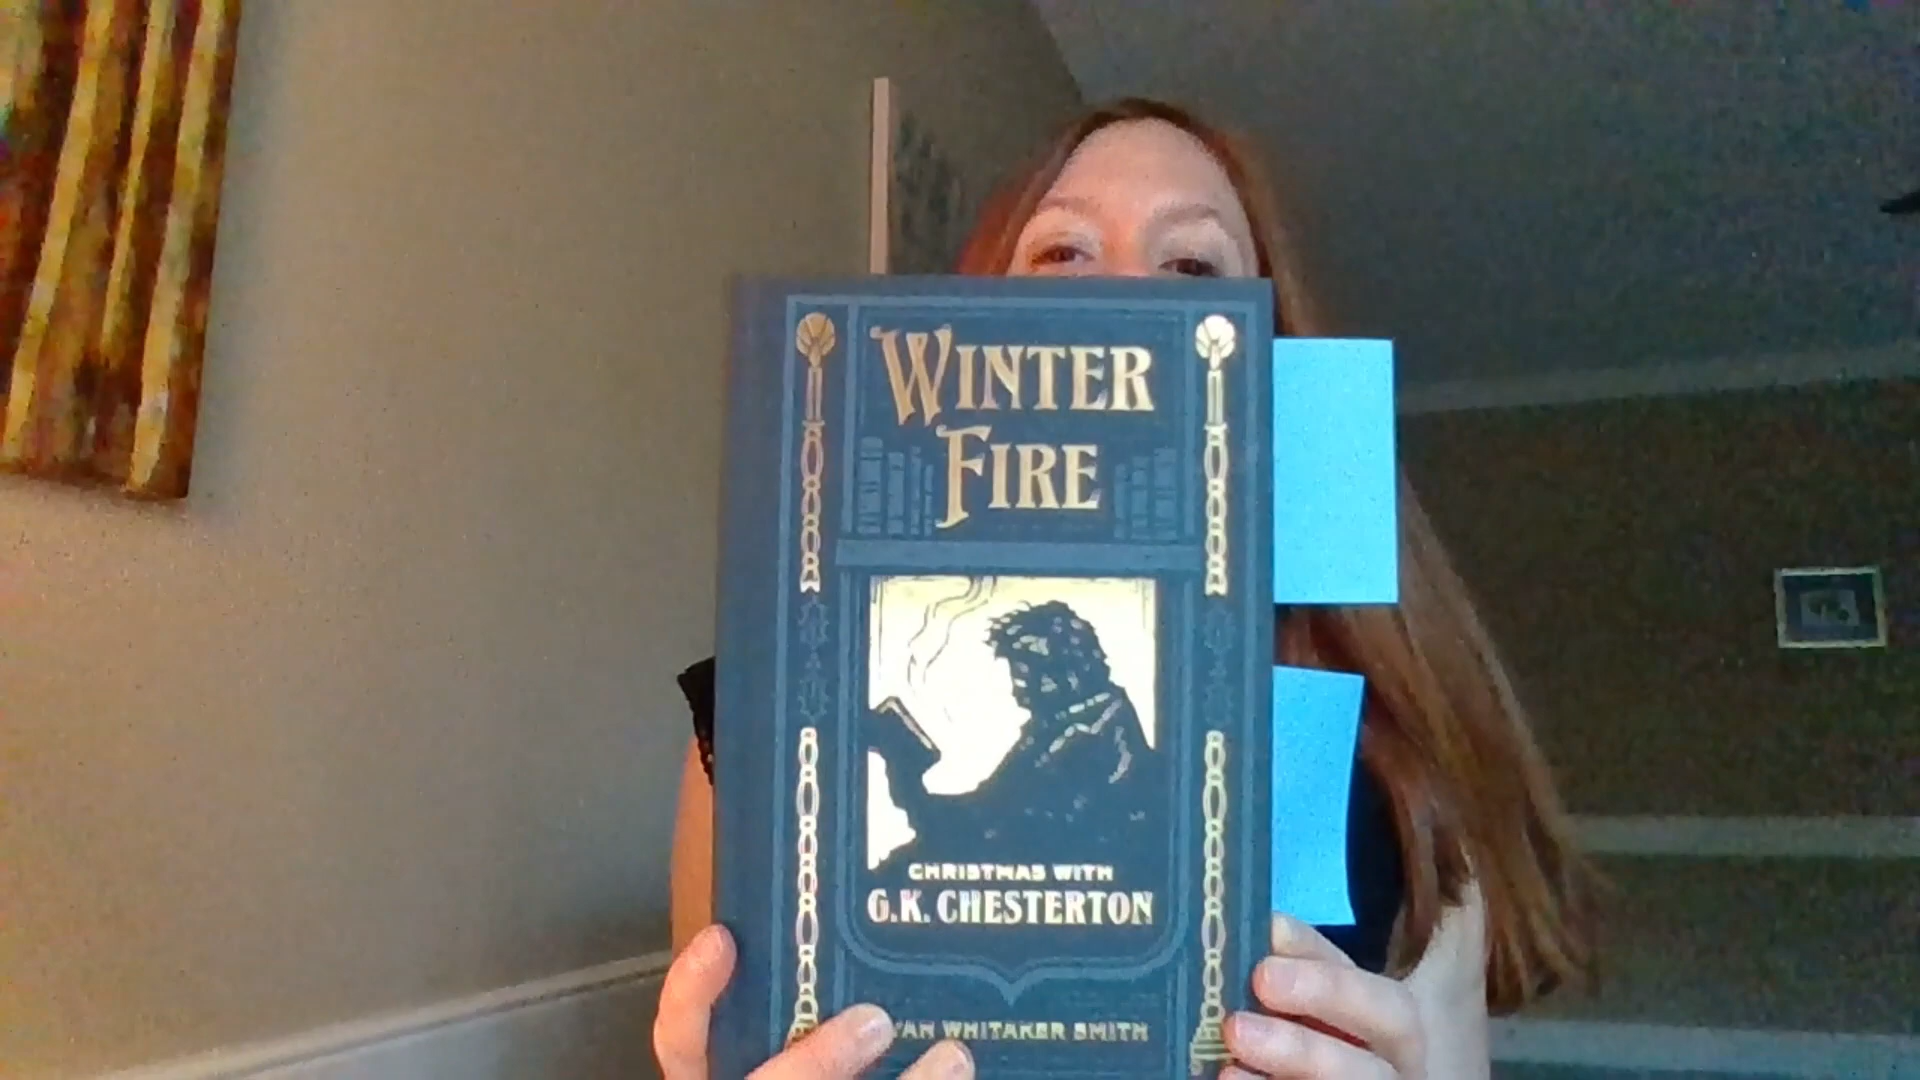 WINTER
FIRE
CHRISTMAS WITH
G.K. CHESTERTON
WHITAKER SMITH